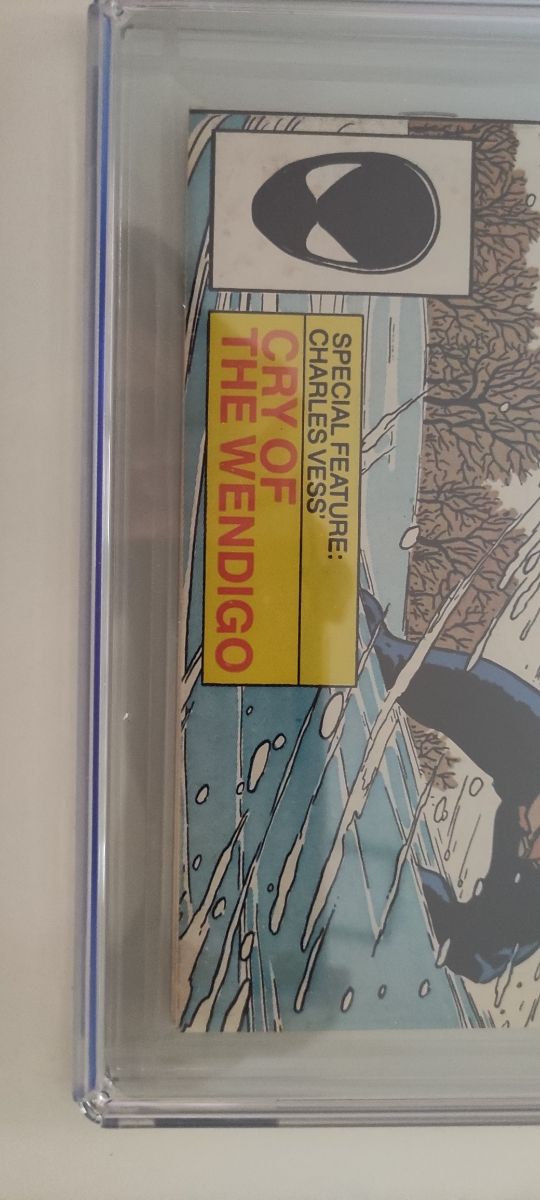 SPECIAL FEATURE:
CHARLES VESS'
CRY OF
THE WENDIGO